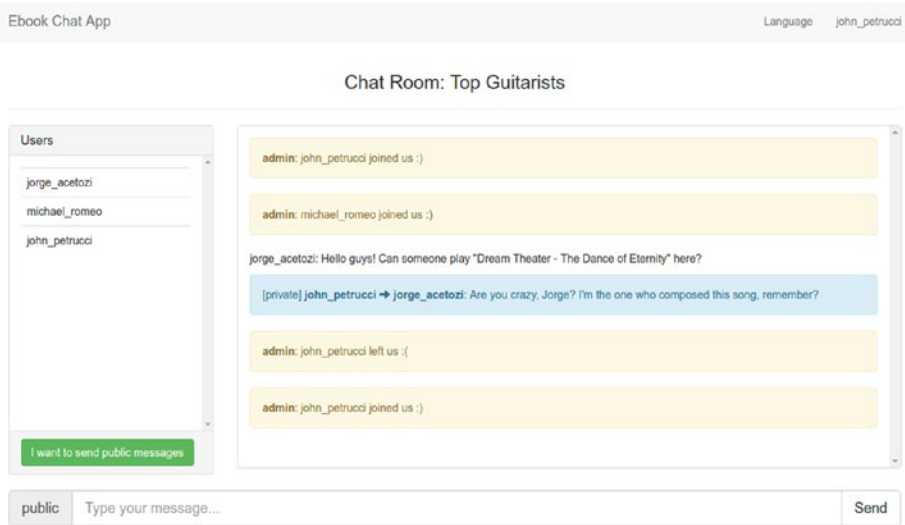 Ebook Chat App
Language john_petrucci
Chat Room: Top Guitarists
Users
jorge_acetozi
michael_romeo
john_petrucci
I want to send public messages
admin: john_petrucci joined us :)
admin: michael_romeo joined us :)
jorge_acetozi: Hello guys! Can someone play "Dream Theater - The Dance of Eternity" here?
[private] john_petrucci ➔ jorge_acetozi: Are you crazy, Jorge? I'm the one who composed this song, remember?
admin: john_petrucci left us :(
admin: john_petrucci joined us :)
public Type your message... Send